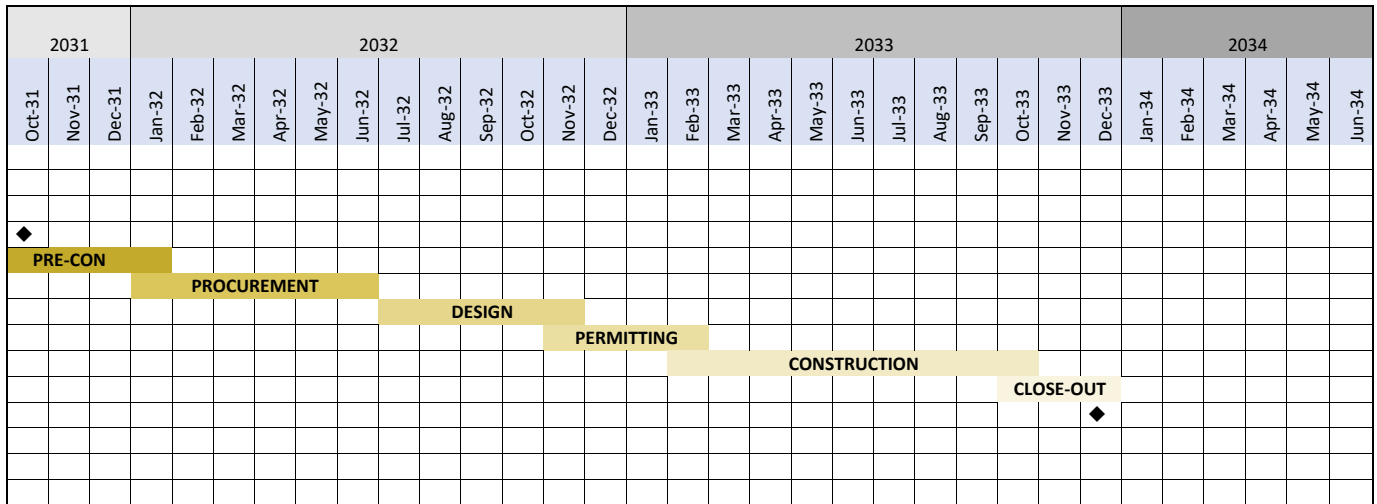 2031 2032 2033 2034
Oct-31 Nov-31 Dec-31 Jan-32 Feb-32 Mar-32 Apr-32 May-32 Jun-32 Jul-32 Aug-32 Sep-32 Oct-32 Nov-32 Dec-32 Jan-33 Feb-33 Mar-33 Apr-33 May-33 Jun-33 Jul-33 Aug-33 Sep-33 Oct-33 Nov-33 Dec-33 Jan-34 Feb-34 Mar-34 Apr-34 May-34 Jun-34
PRE-CON
PROCUREMENT
DESIGN
PERMITTING
CONSTRUCTION
CLOSE-OUT